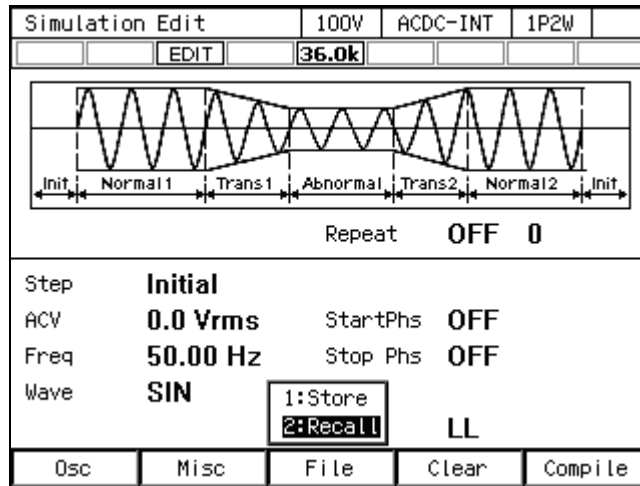 Simulation Edit 100V ACDC-INT 1P2W
EDIT 36.0k
Init Normal1 Trans1 Abnormal Trans2 Normal2 Init
Repeat OFF 0
Step Initial
ACV 0.0 Vrms StartPhs OFF
Freq 50.00 Hz Stop Phs OFF
Wave SIN
1:Store
2:Recall LL
Osc Misc File Clear Compile